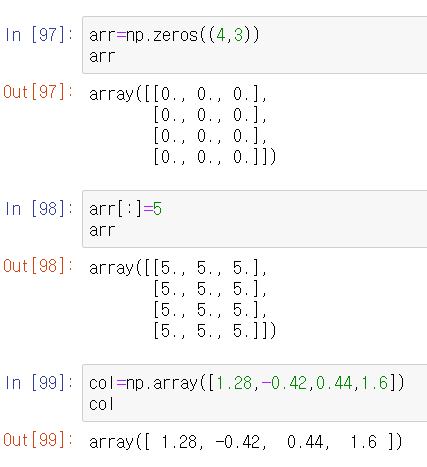 In [97]: arr=np.zeros((4,3))
arr
Out[97]: array([[0., 0., 0.],
[0., 0., 0.],
[0., 0., 0.],
[0., 0., 0.]])
In [98]: arr[:]=5
arr
Out[98]: array([[5., 5., 5.],
[5., 5., 5.],
[5., 5., 5.],
[5., 5., 5.]])
In [99]: col=np.array([1.28,-0.42,0.44,1.6])
col
Out[99]: array([ 1.28, -0.42,  0.44,  1.6 ])